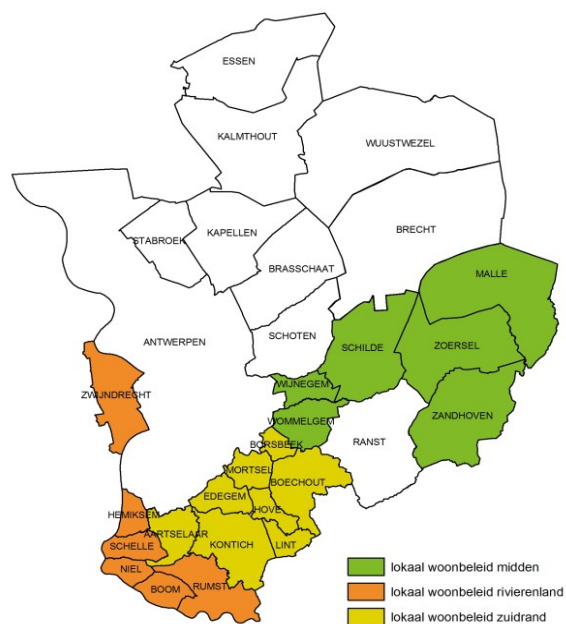 ESSEN
KALMTHOUT
WUUSTWEZEL
STABROEK
KAPELLEN
BRECHT
BRASSCHAAT
MALLE
SCHOTEN
ANTWERPEN
SCHILDE
ZOERSEL
WIJNEGEM
ZWIJNDRECHT
WOMMELGEM
ZANDHOVEN
BORSBEEK
RANST
MORTSEL
BOECHOUT
EDEGEM
HOVE
HEMIKSEM
AARTSELAAR
SCHELLE
KONTICH
LINT
NIEL
BOOM
RUMST
lokaal woonbeleid midden
lokaal woonbeleid rivierenland
lokaal woonbeleid zuidrand